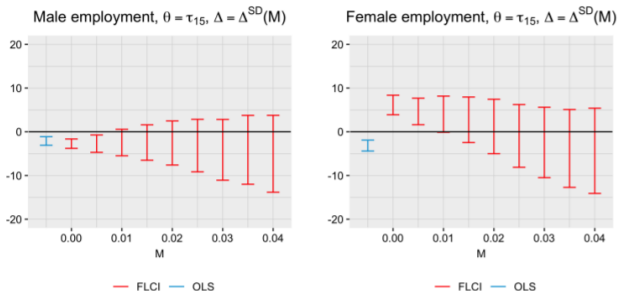 Male employment, θ = τ₁₅, Δ = Δ^SD(M)
20
10
0
-10
-20
0.00 0.01 0.02 0.03 0.04
M
FLCI OLS
Female employment, θ = τ₁₅, Δ = Δ^SD(M)
20
10
0
-10
-20
0.00 0.01 0.02 0.03 0.04
M
FLCI OLS